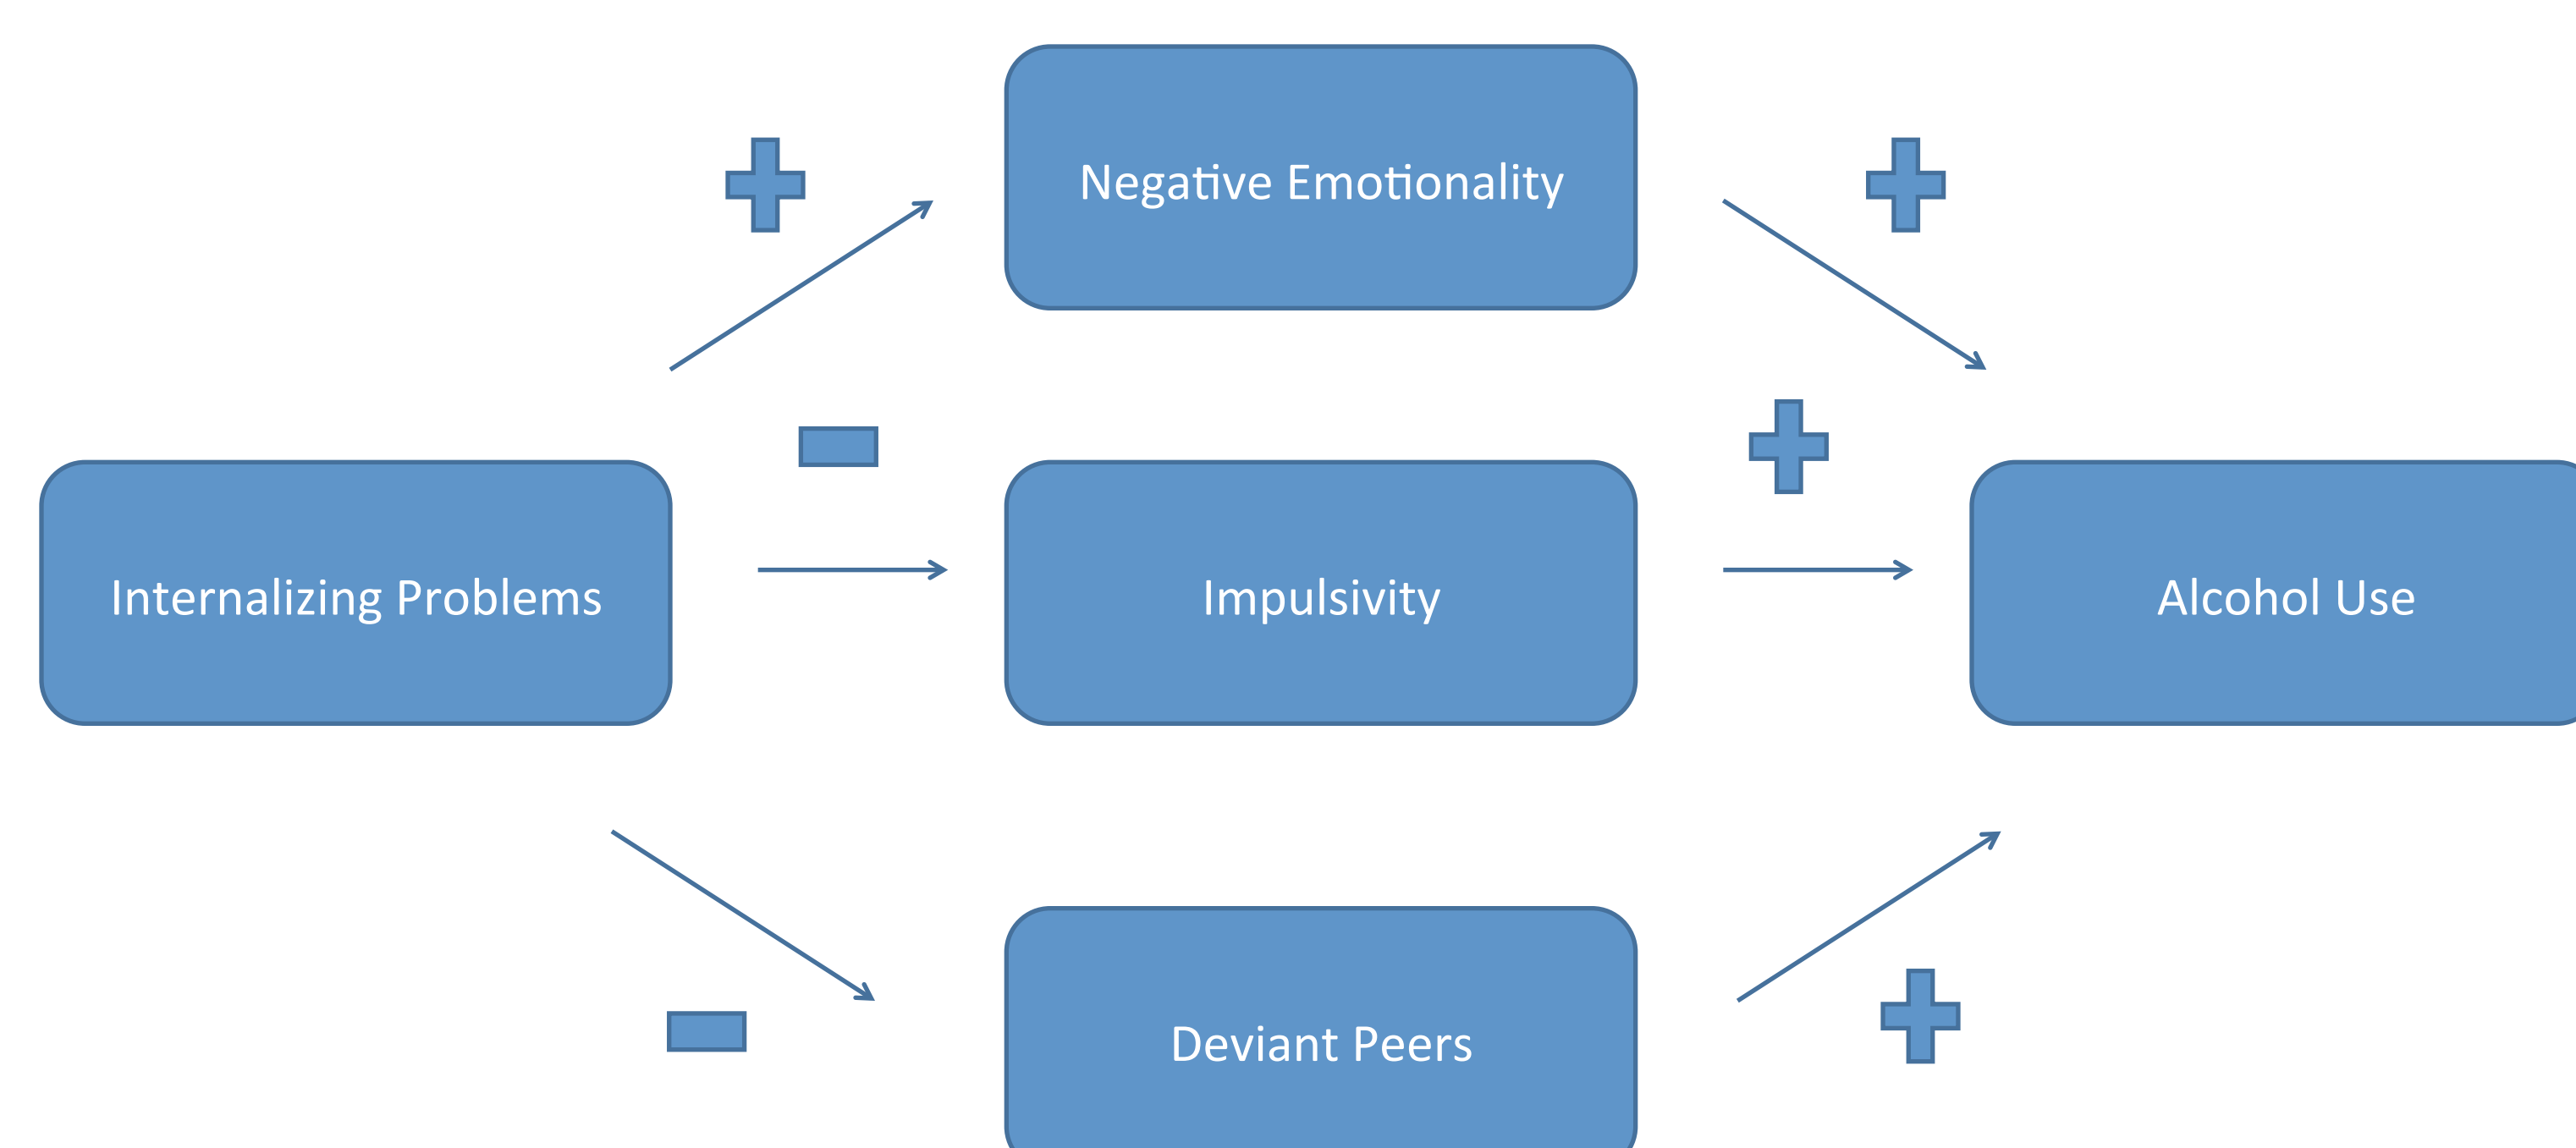 Negative Emotionality
Internalizing Problems
Impulsivity
Alcohol Use
Deviant Peers